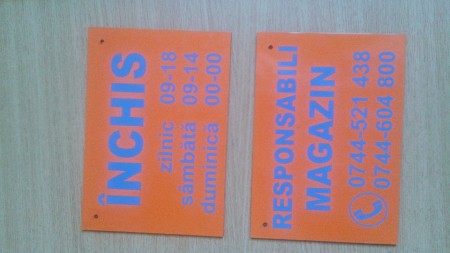 ÎNCHIS
zilnic 09-18
sâmbătă 09-14
duminică 00-00
RESPONSABILI
MAGAZIN
0744-521 438
0744-604 800